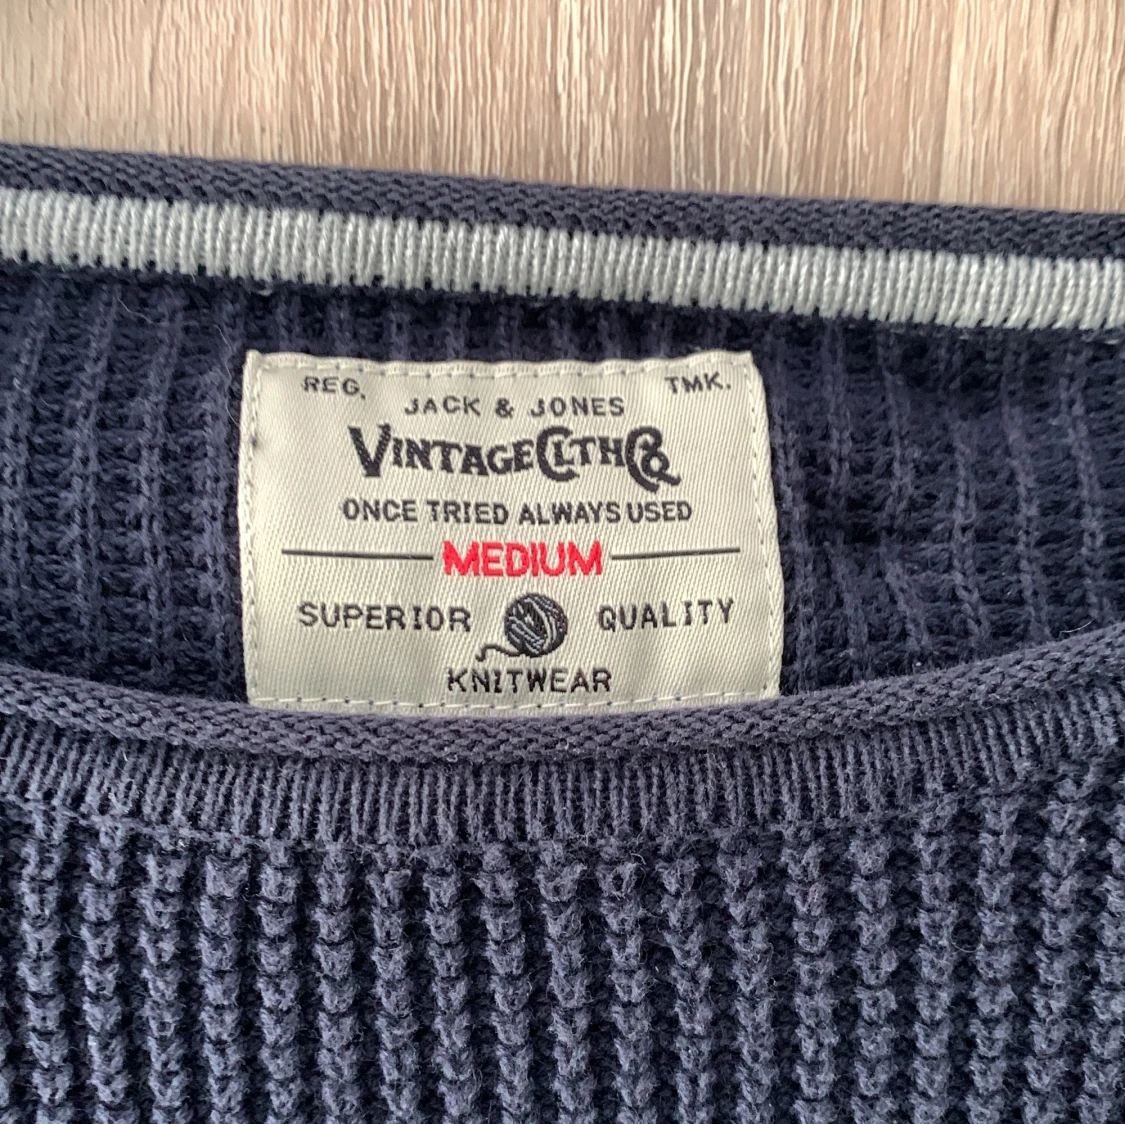 REG. TMK.
JACK & JONES
VINTAGE CLTH Co
ONCE TRIED ALWAYS USED
MEDIUM
SUPERIOR QUALITY
KNITWEAR